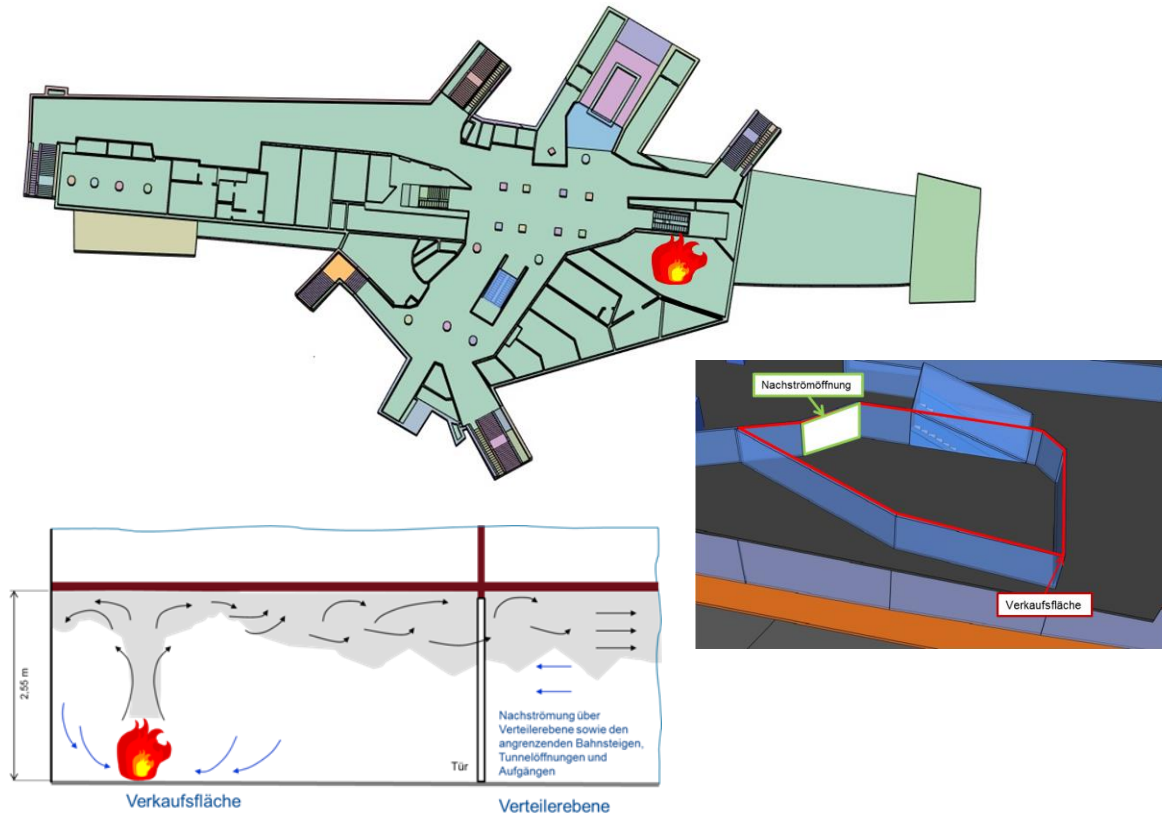 Nachströmöffnung
Verkaufsfläche
2,55 m
Nachströmung über
Verteilerebene sowie den
angrenzenden Bahnsteigen,
Tunnelöffnungen und
Aufgängen
Tür
Verkaufsfläche
Verteilerebene